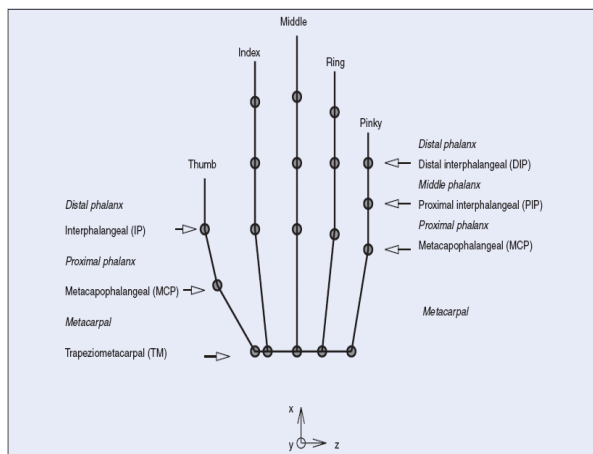 Middle
Index
Ring
Pinky
Thumb
Distal phalanx
Distal interphalangeal (DIP)
Middle phalanx
Proximal interphalangeal (PIP)
Proximal phalanx
Metacapophalangeal (MCP)
Metacarpal
Distal phalanx
Interphalangeal (IP)
Proximal phalanx
Metacapophalangeal (MCP)
Metacarpal
Trapeziometacarpal (TM)
x
y
z